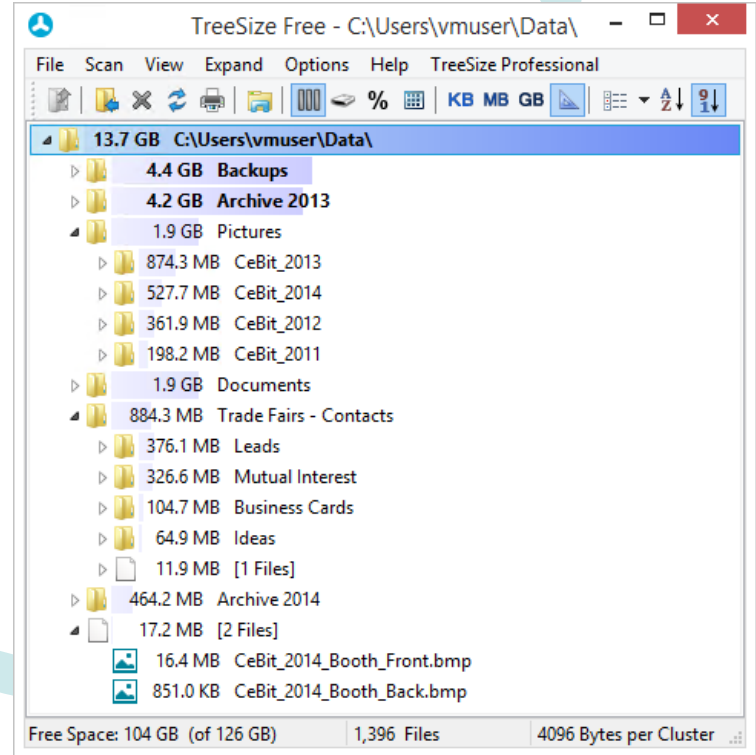 TreeSize Free - C:\Users\vmuser\Data\
File Scan View Expand Options Help TreeSize Professional
% KB MB GB A Z 9 1
13.7 GB C:\Users\vmuser\Data\
4.4 GB Backups
4.2 GB Archive 2013
1.9 GB Pictures
874.3 MB CeBit_2013
527.7 MB CeBit_2014
361.9 MB CeBit_2012
198.2 MB CeBit_2011
1.9 GB Documents
884.3 MB Trade Fairs - Contacts
376.1 MB Leads
326.6 MB Mutual Interest
104.7 MB Business Cards
64.9 MB Ideas
11.9 MB [1 Files]
464.2 MB Archive 2014
17.2 MB [2 Files]
16.4 MB CeBit_2014_Booth_Front.bmp
851.0 KB CeBit_2014_Booth_Back.bmp
Free Space: 104 GB (of 126 GB) 1,396 Files 4096 Bytes per Cluster